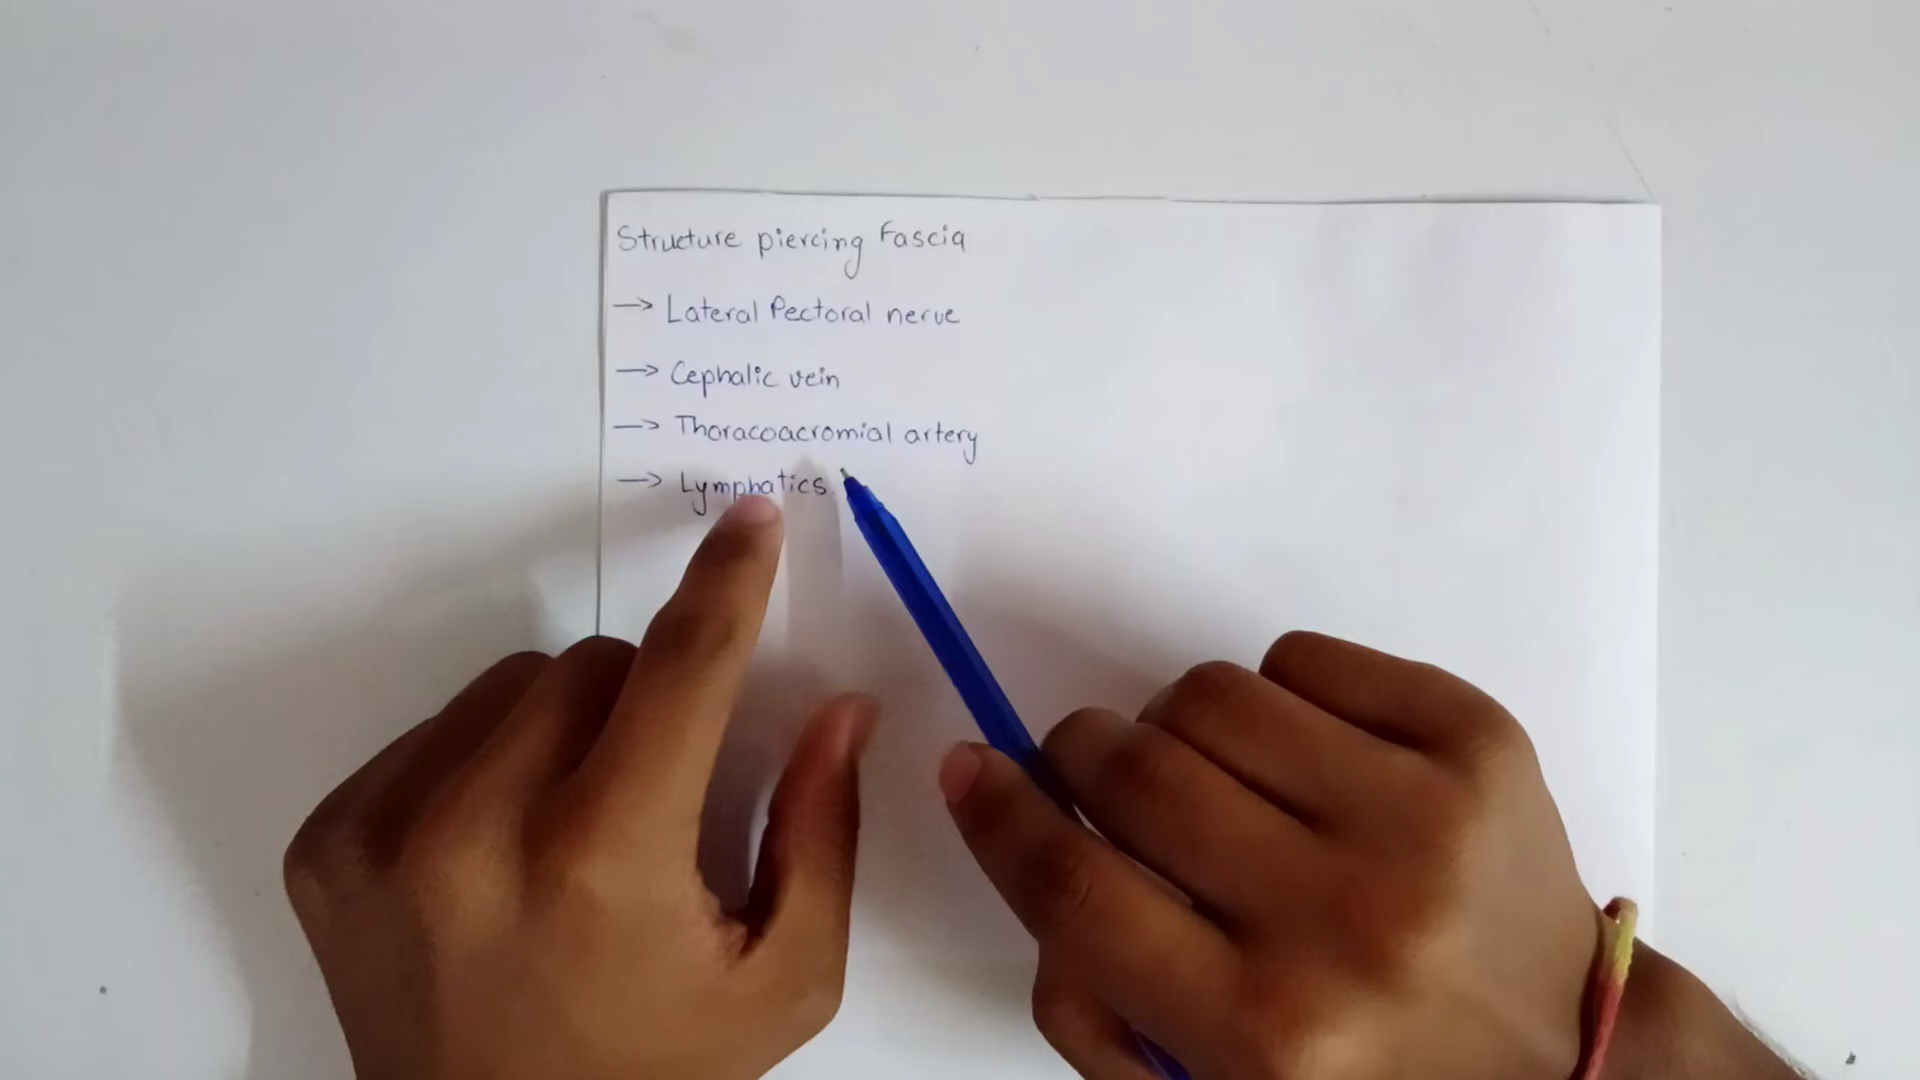 Structure piercing Fascia
→ Lateral Pectoral nerve
→ Cephalic vein
→ Thoracoacromial artery
→ Lymphatics.